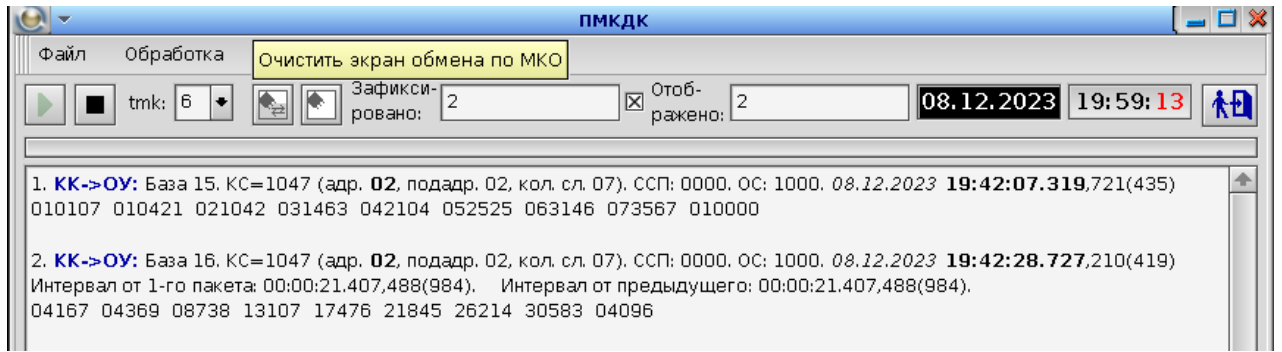 ПМКДК
Файл Обработка
Очистить экран обмена по МКО
tmk: 6 Зафикси-
ровано: 2 Отоб-
ражено: 2 08.12.2023 19:59:13
1. КК->ОУ: База 15. КС=1047 (адр. 02, подадр. 02, кол. сл. 07). ССП: 0000. ОС: 1000. 08.12.2023 19:42:07.319,721(435)
010107 010421 021042 031463 042104 052525 063146 073567 010000
2. КК->ОУ: База 16. КС=1047 (адр. 02, подадр. 02, кол. сл. 07). ССП: 0000. ОС: 1000. 08.12.2023 19:42:28.727,210(419)
Интервал от 1-го пакета: 00:00:21.407,488(984). Интервал от предыдущего: 00:00:21.407,488(984).
04167 04369 08738 13107 17476 21845 26214 30583 04096